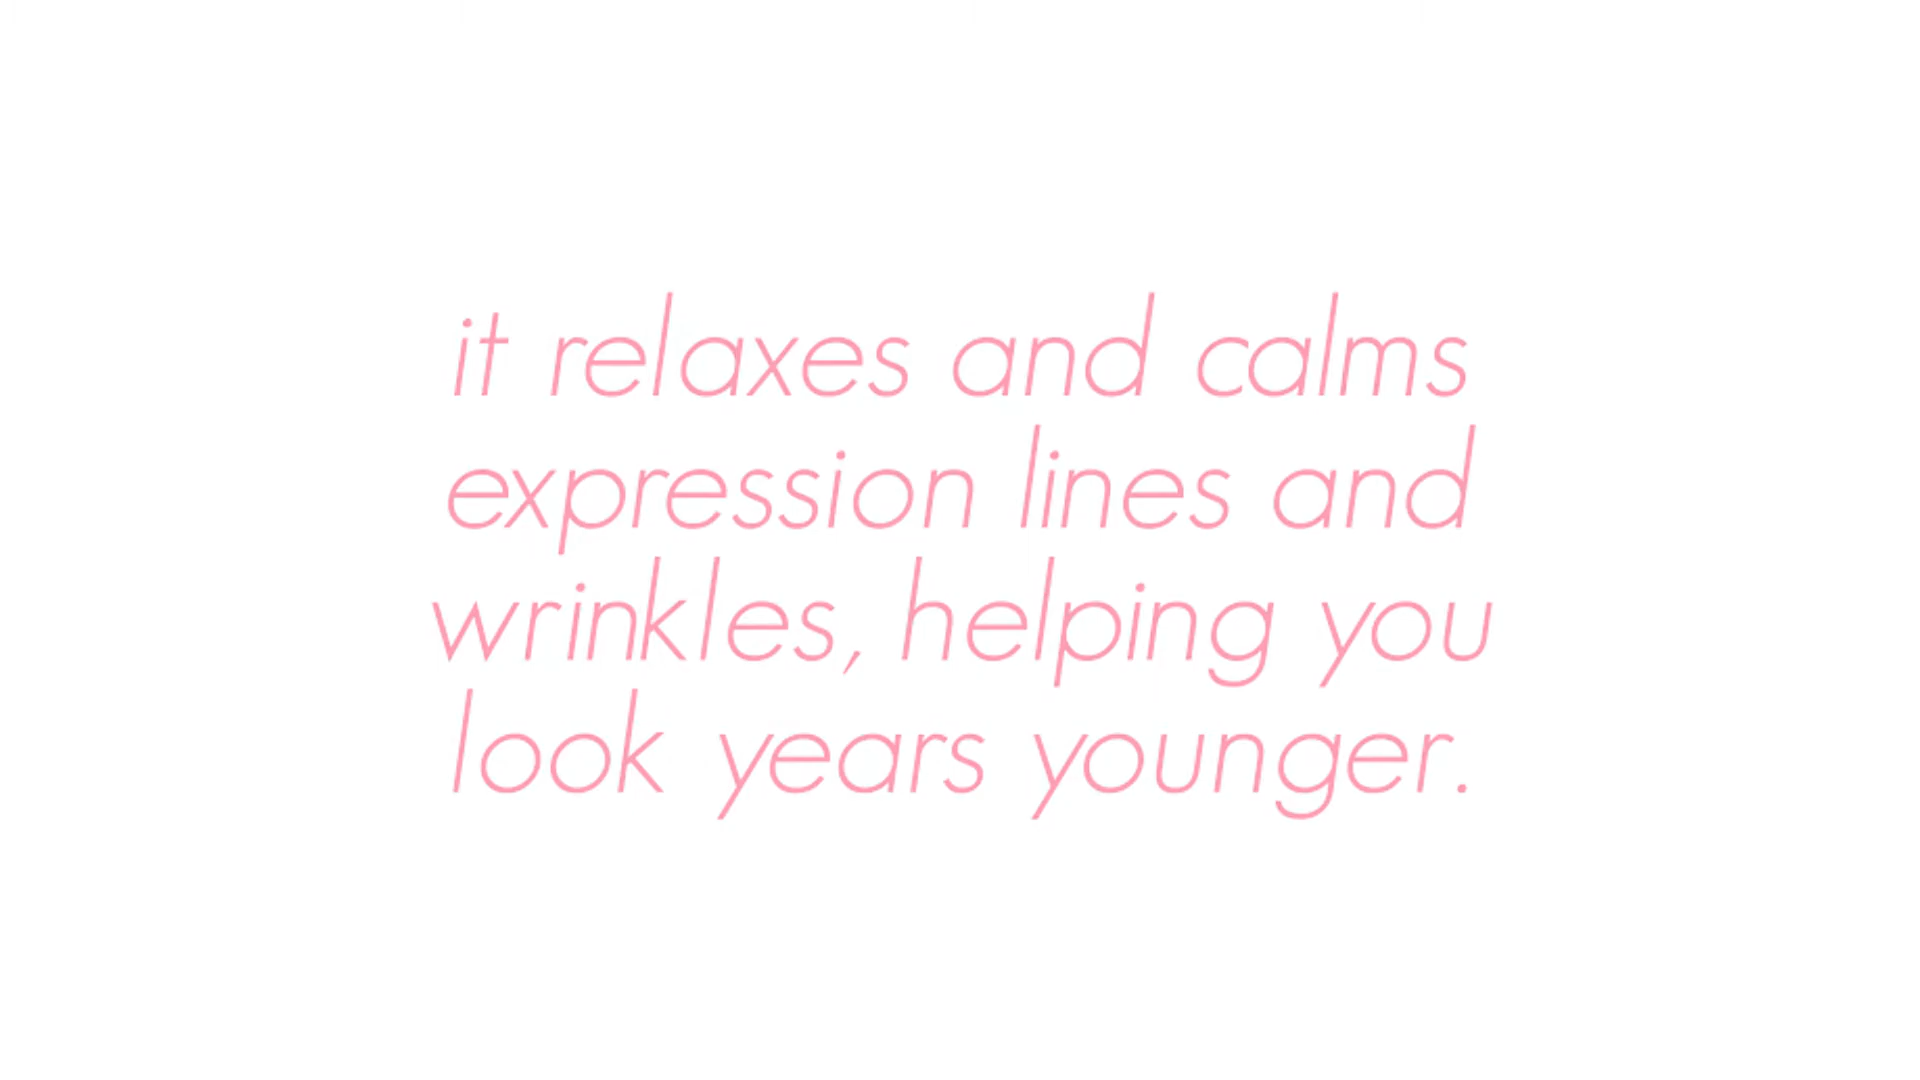 it relaxes and calms
expression lines and
wrinkles, helping you
look years younger.